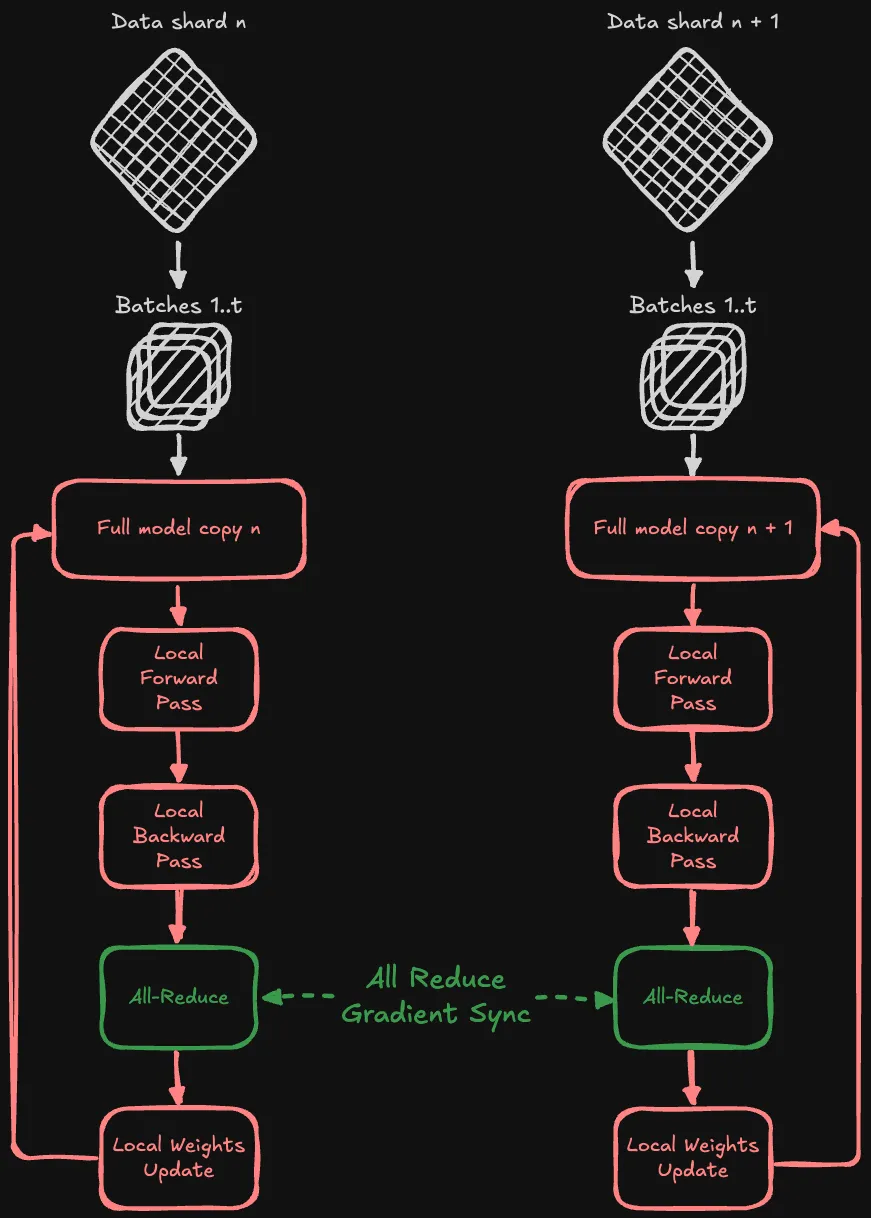 Data shard n
Data shard n + 1
Batches 1..t
Batches 1..t
Full model copy n
Full model copy n + 1
Local
Forward
Pass
Local
Forward
Pass
Local
Backward
Pass
Local
Backward
Pass
All-Reduce
All Reduce
Gradient Sync
All-Reduce
Local Weights
Update
Local Weights
Update